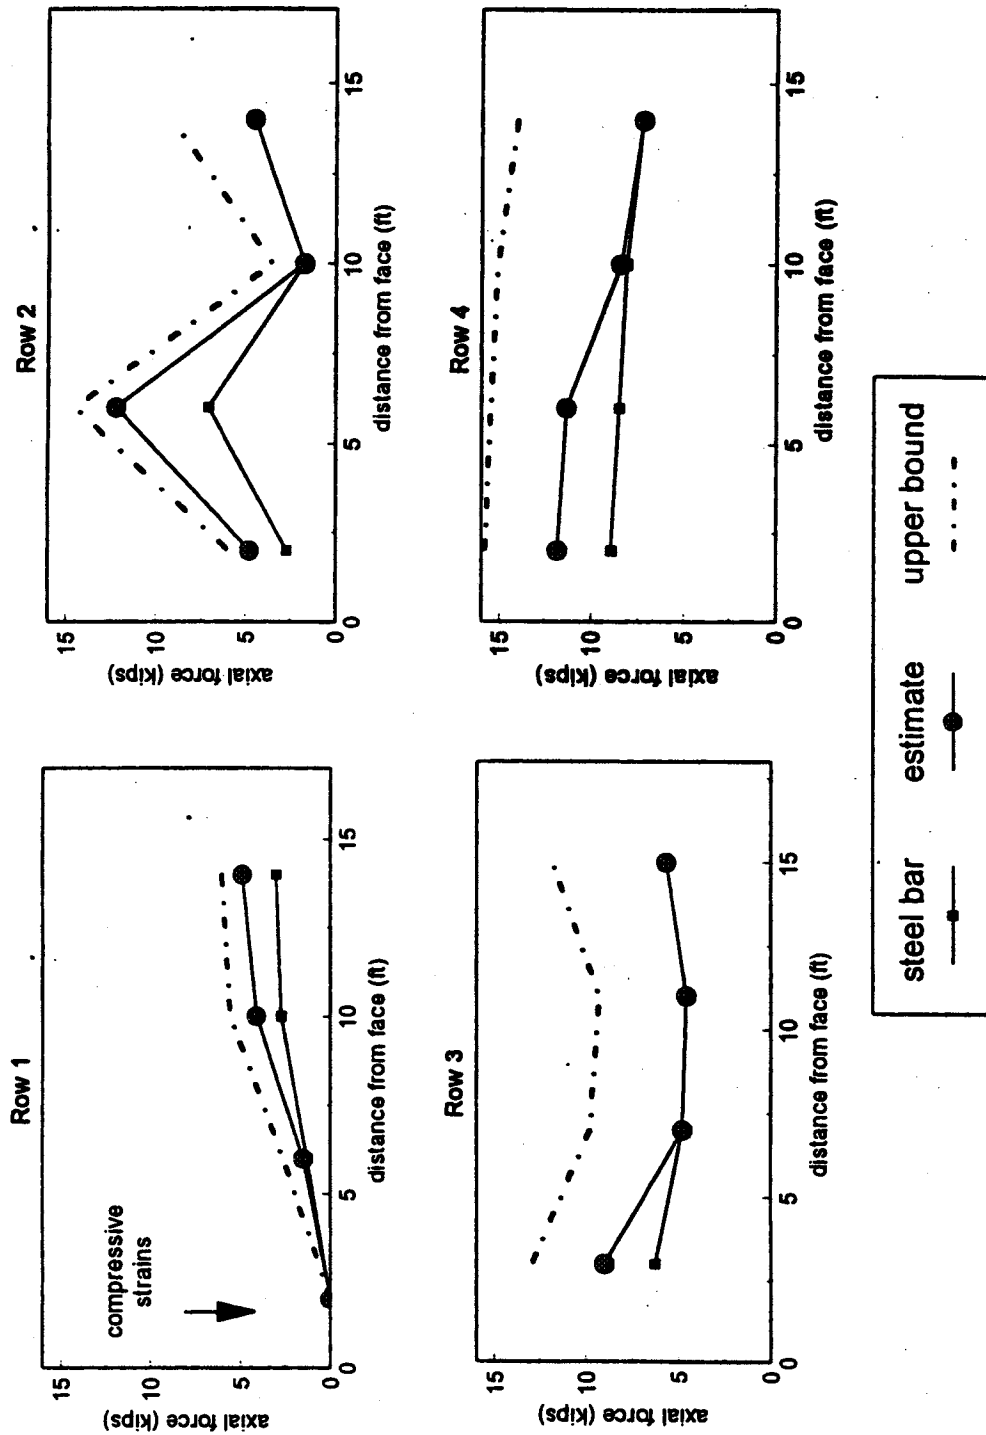 Row 1
compressive
strains
axial force (kips)
15
10
5
0
0
5
10
15
distance from face (ft)
Row 2
axial force (kips)
15
10
5
0
0
5
10
15
distance from face (ft)
Row 3
axial force (kips)
15
10
5
0
0
5
10
15
distance from face (ft)
Row 4
axial force (kips)
15
10
5
0
0
5
10
15
distance from face (ft)
steel bar estimate upper bound